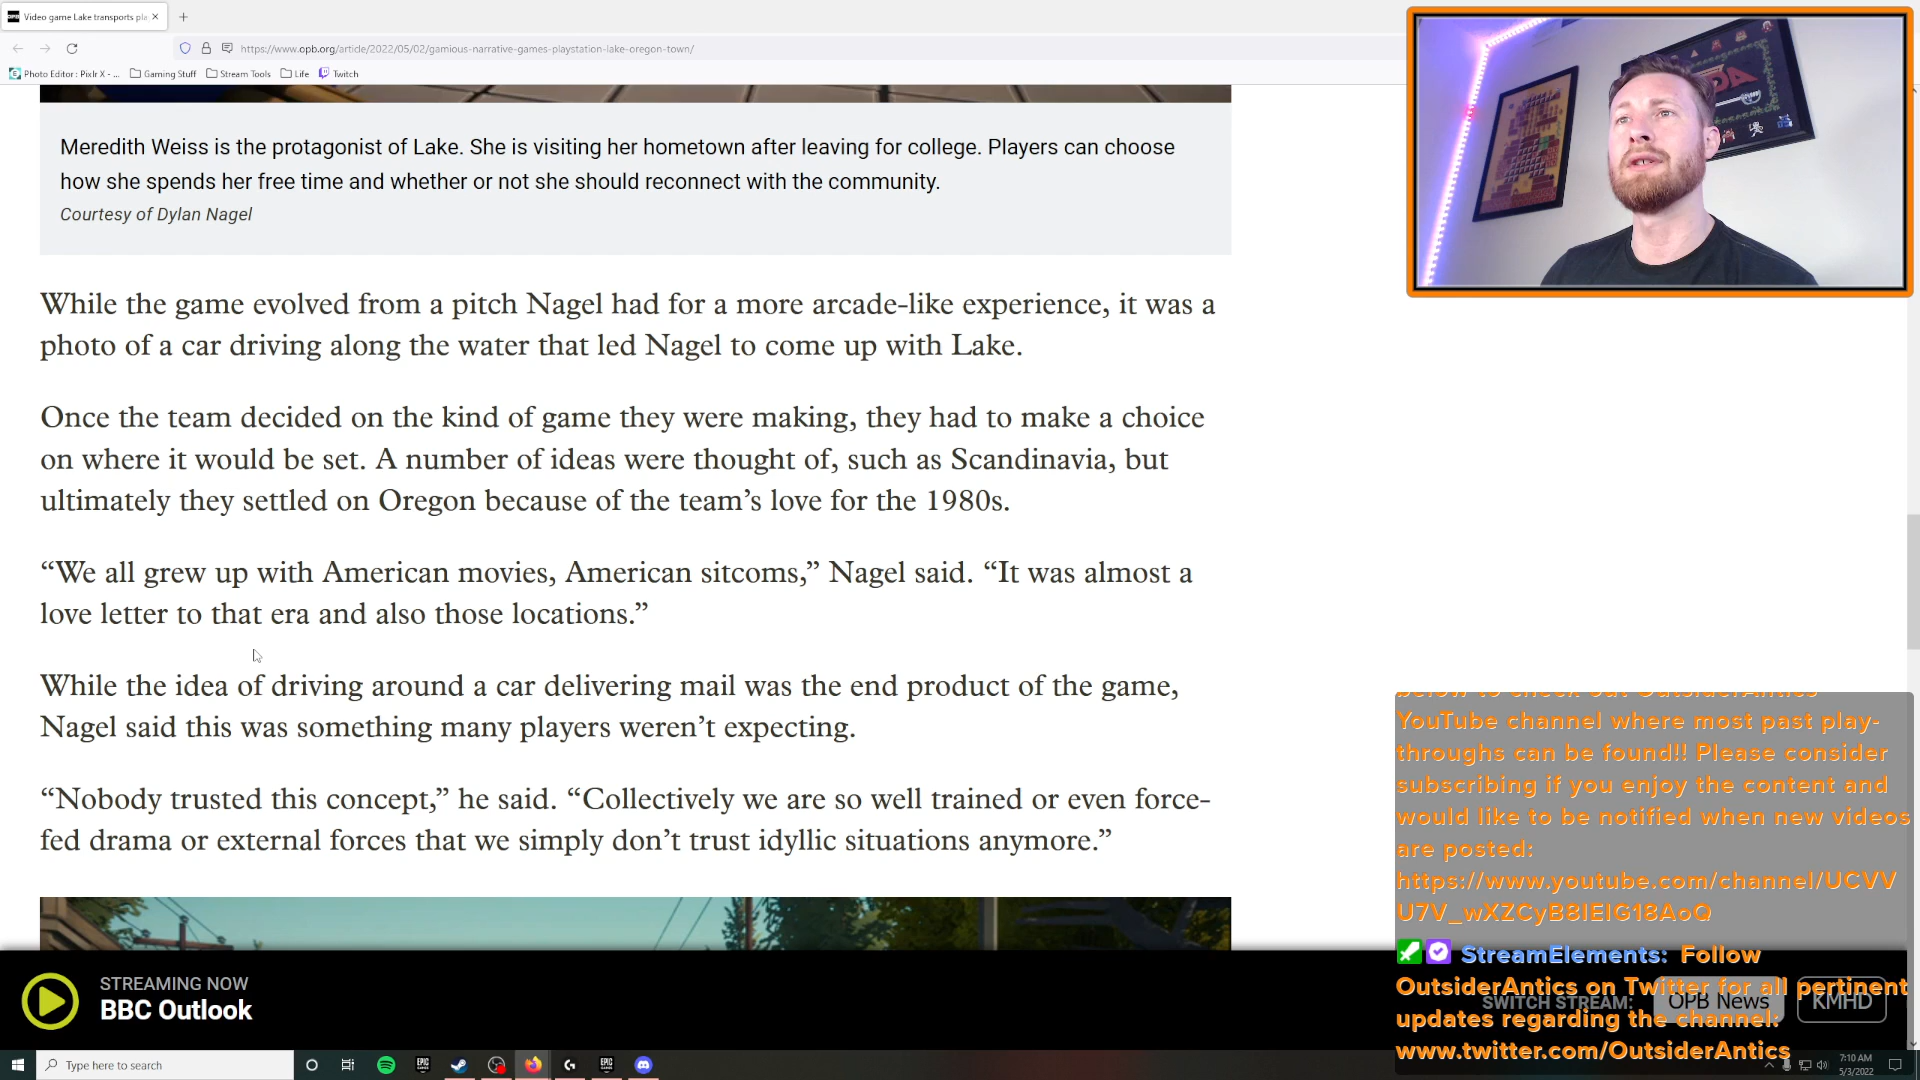 Video game Lake transports pla
https://www.opb.org/article/2022/05/02/gamious-narrative-games-playstation-lake-oregon-town/
Photo Editor : Pixlr X - ...
Gaming Stuff
Stream Tools
Life
Twitch
Meredith Weiss is the protagonist of Lake. She is visiting her hometown after leaving for college. Players can choose
how she spends her free time and whether or not she should reconnect with the community.
Courtesy of Dylan Nagel
While the game evolved from a pitch Nagel had for a more arcade-like experience, it was a
photo of a car driving along the water that led Nagel to come up with Lake.
Once the team decided on the kind of game they were making, they had to make a choice
on where it would be set. A number of ideas were thought of, such as Scandinavia, but
ultimately they settled on Oregon because of the team’s love for the 1980s.
“We all grew up with American movies, American sitcoms,” Nagel said. “It was almost a
love letter to that era and also those locations.”
While the idea of driving around a car delivering mail was the end product of the game,
Nagel said this was something many players weren’t expecting.
“Nobody trusted this concept,” he said. “Collectively we are so well trained or even force-
fed drama or external forces that we simply don’t trust idyllic situations anymore.”
below to check out OutsiderAntics
YouTube channel where most past play-
throughs can be found!! Please consider
subscribing if you enjoy the content and
would like to be notified when new videos
are posted:
https://www.youtube.com/channel/UCVV
U7V_wXZCyB8IEIG18AoQ
StreamElements: Follow
OutsiderAntics on Twitter for all pertinent
updates regarding the channel:
www.twitter.com/OutsiderAntics
STREAMING NOW
BBC Outlook
SWITCH STREAM:
OPB News
KMHD
Type here to search
7:10 AM
5/3/2022